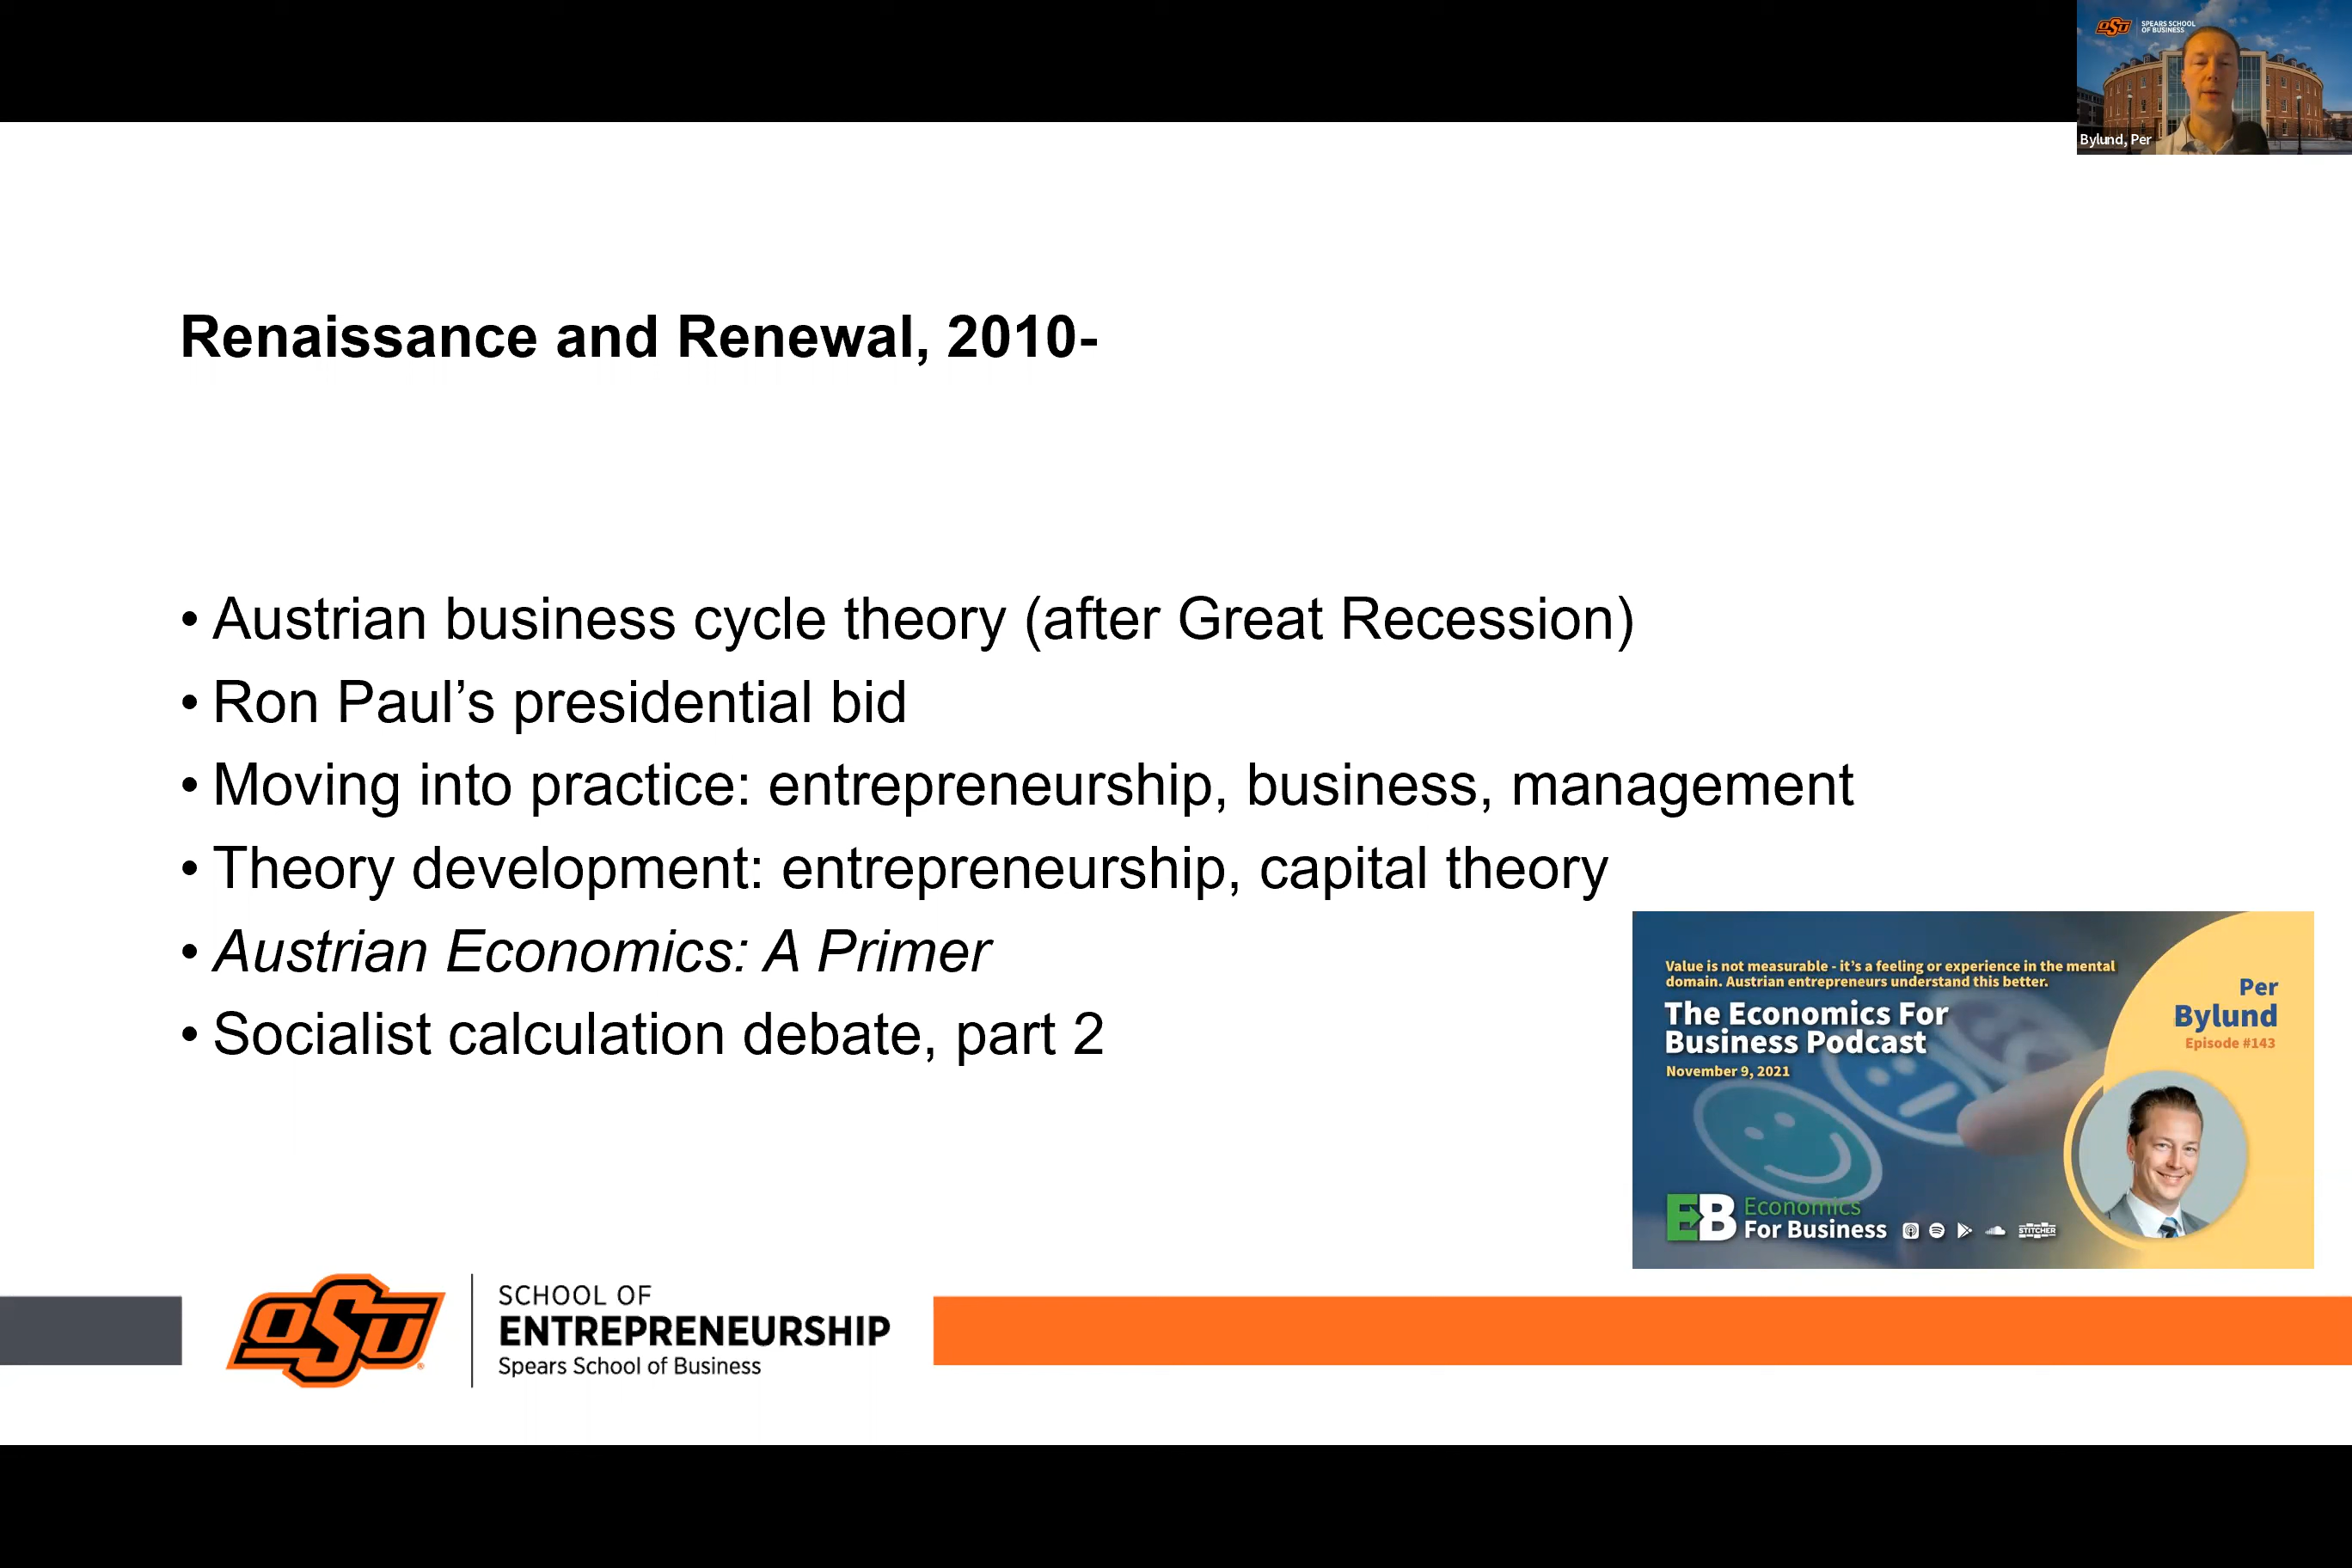 OSU
SPEARS SCHOOL
OF BUSINESS
Bylund, Per
Renaissance and Renewal, 2010-
• Austrian business cycle theory (after Great Recession)
• Ron Paul’s presidential bid
• Moving into practice: entrepreneurship, business, management
• Theory development: entrepreneurship, capital theory
• Austrian Economics: A Primer
• Socialist calculation debate, part 2
Value is not measurable - it’s a feeling or experience in the mental
domain. Austrian entrepreneurs understand this better.
The Economics For
Business Podcast
November 9, 2021
Per
Bylund
Episode #143
EB
Economics
For Business
STITCHER
OSU
SCHOOL OF
ENTREPRENEURSHIP
Spears School of Business